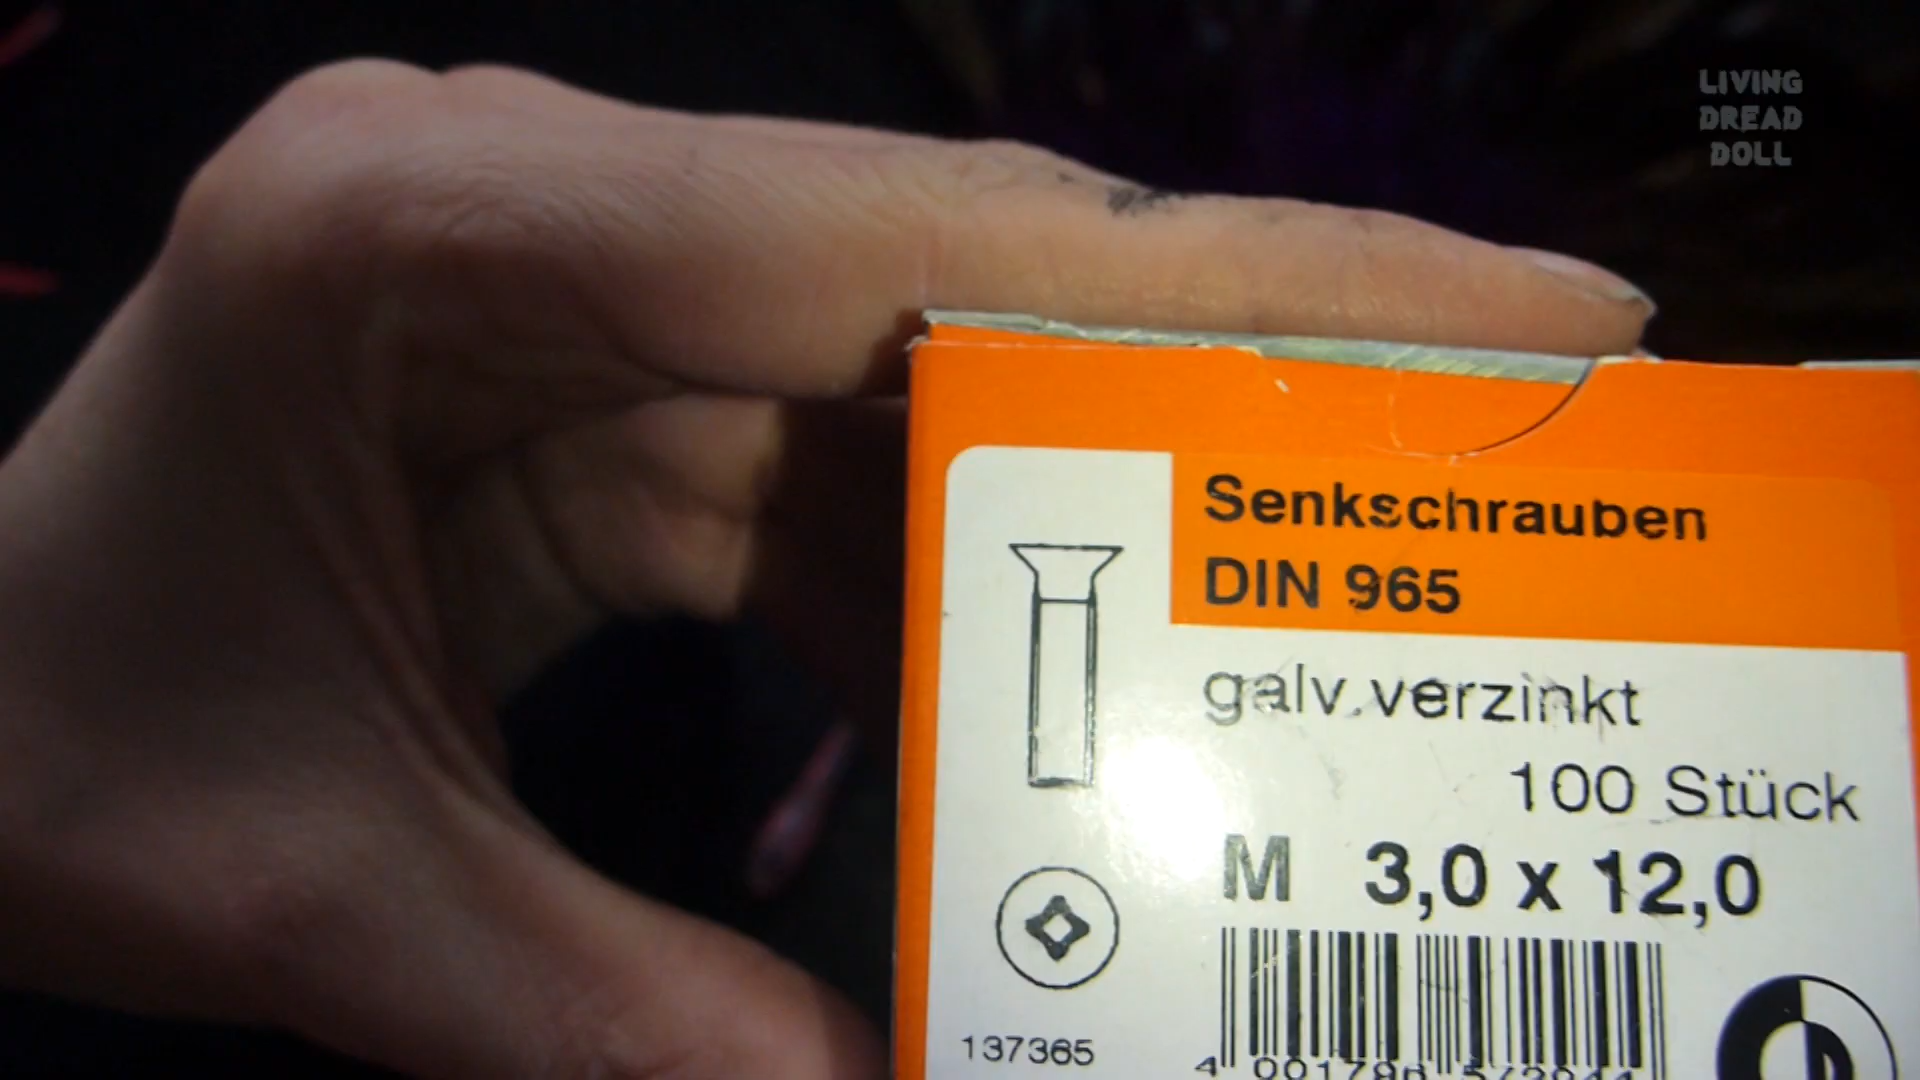 LIVING
DREAD
DOLL
Senkschrauben
DIN 965
galv.verzinkt
100 Stück
M 3,0 x 12,0
137365